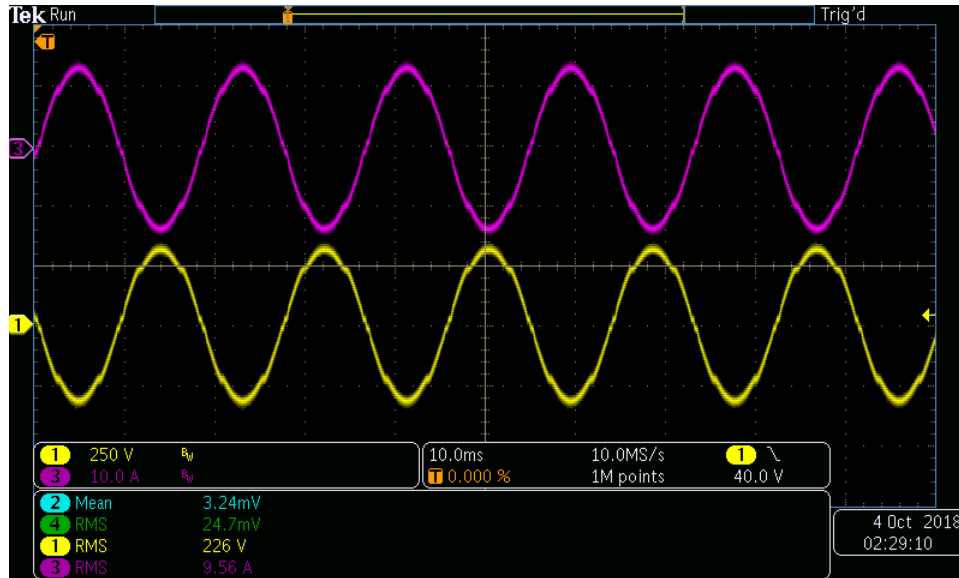 Tek Run Trig'd
T
3
1
1 250 V BW
3 10.0 A BW
10.0ms 10.0MS/s 1 \
T 0.000 % 1M points 40.0 V
2 Mean 3.24mV
4 RMS 24.7mV
1 RMS 226 V
3 RMS 9.56 A
4 Oct 2018
02:29:10